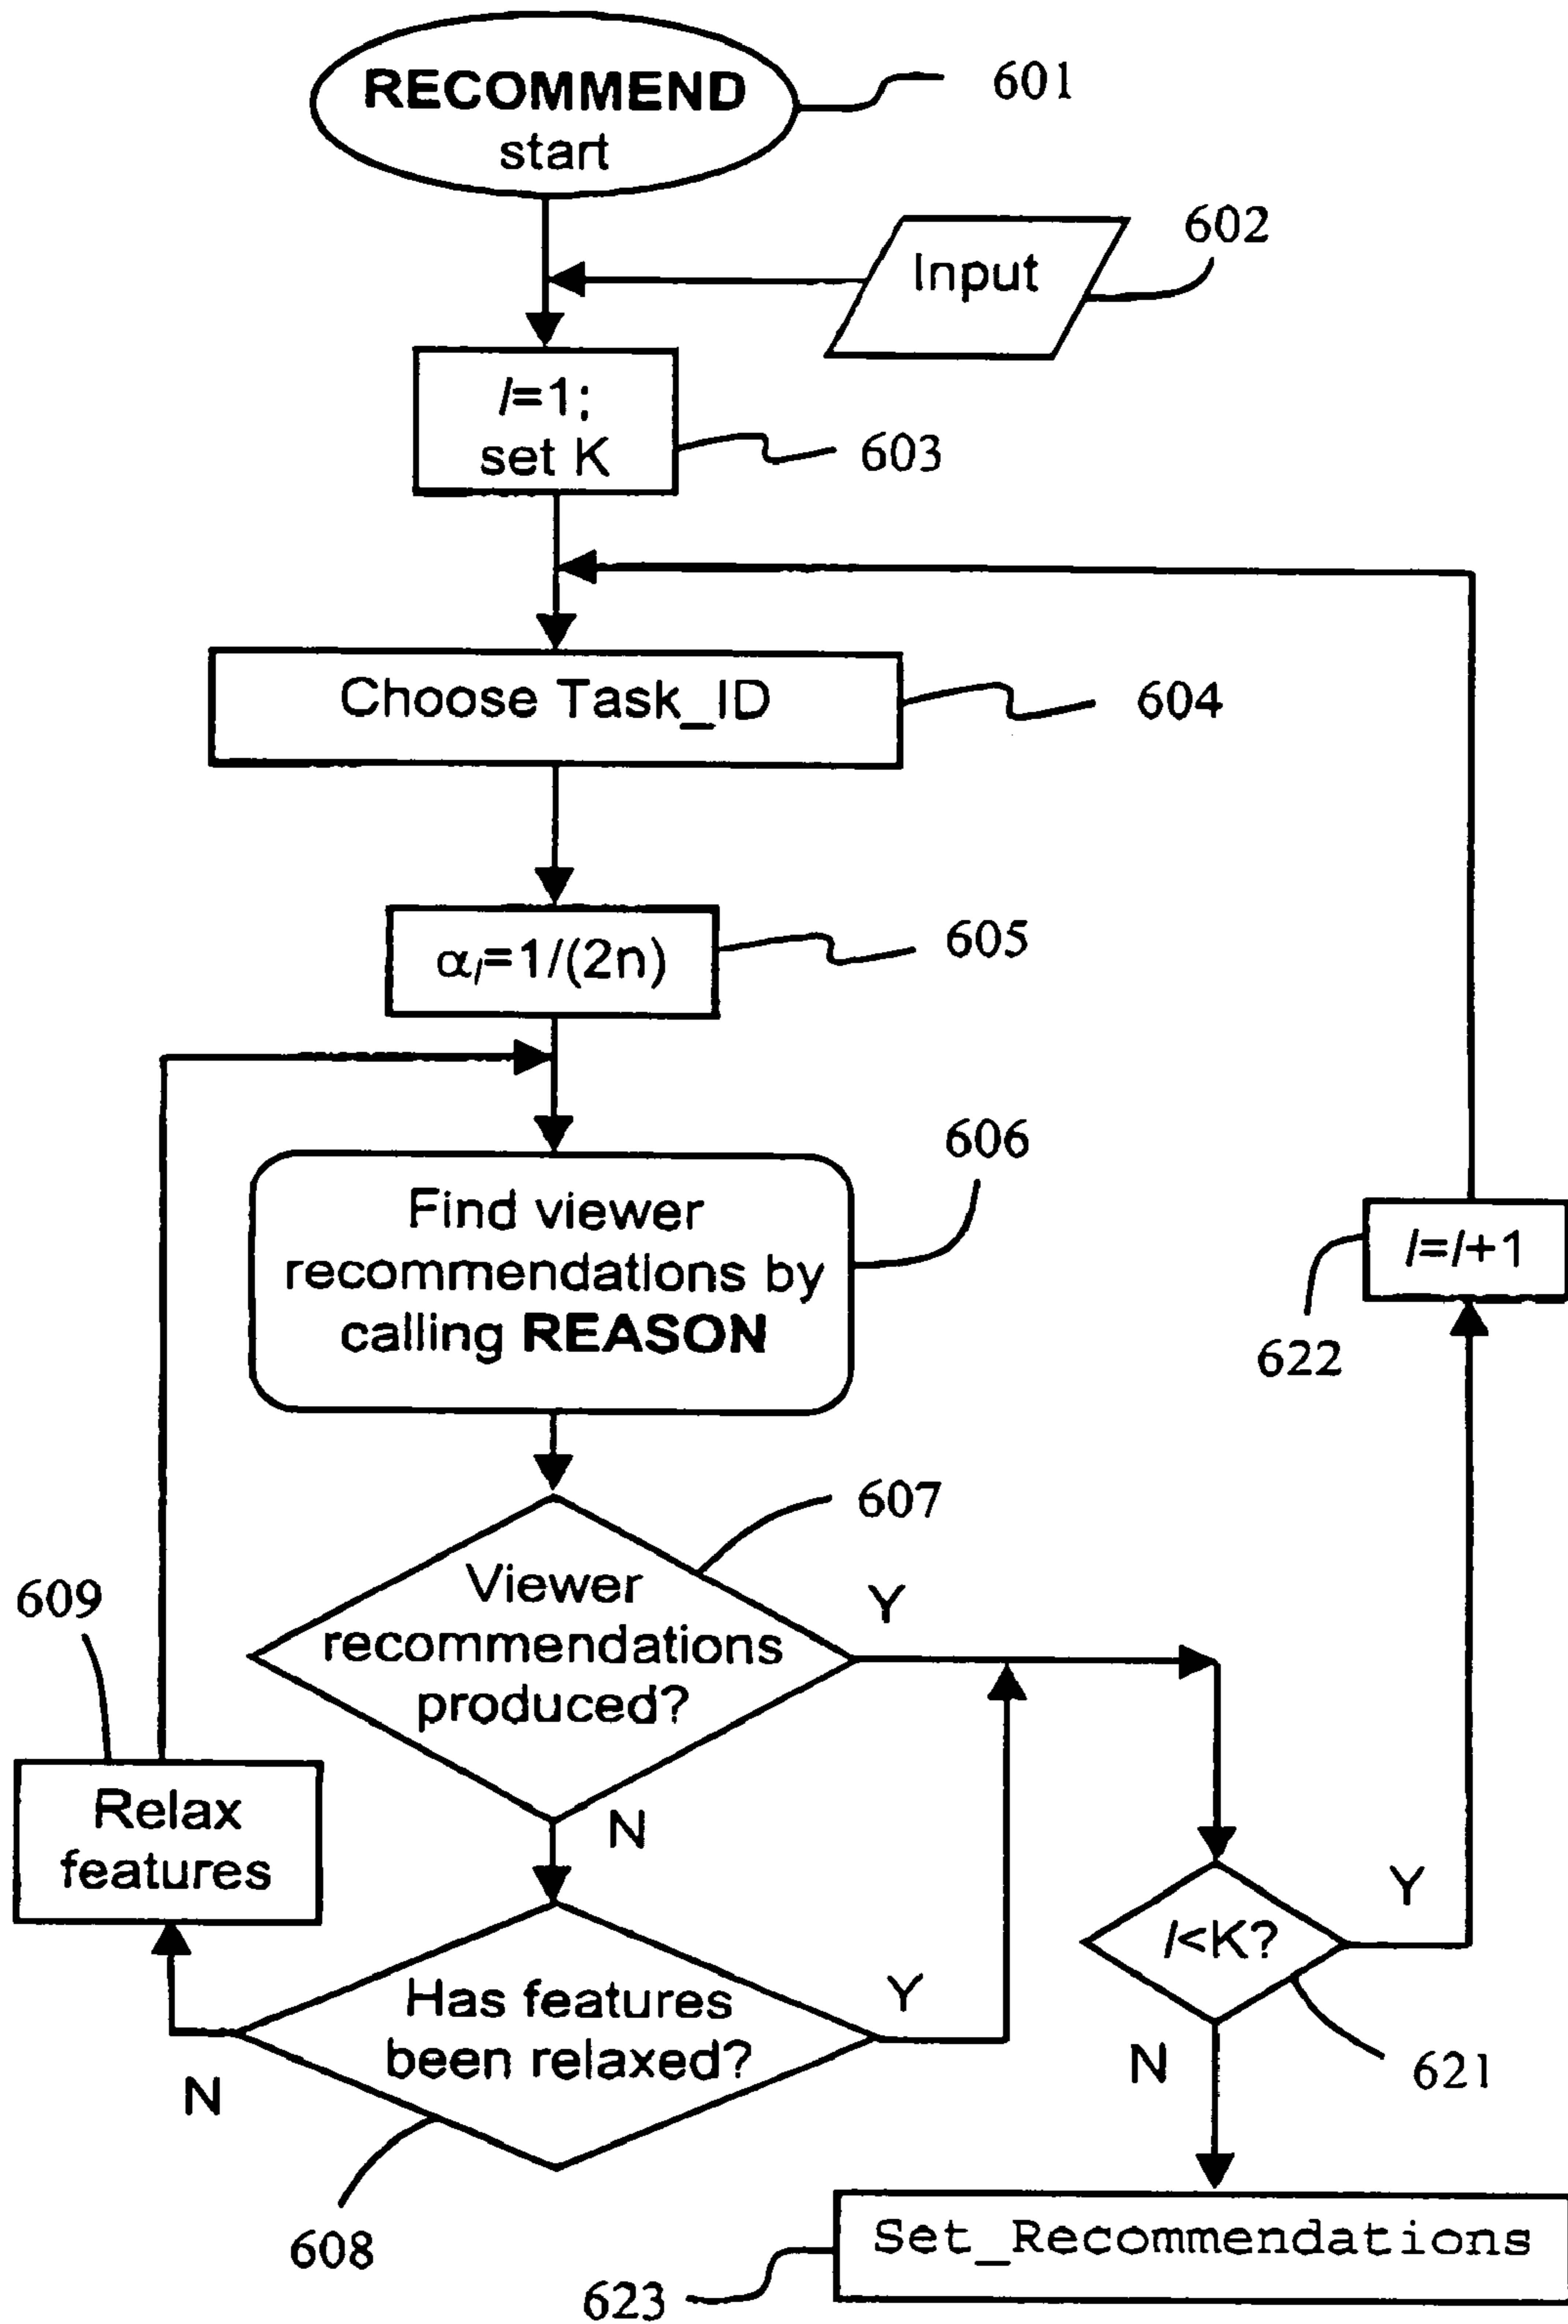 RECOMMEND
start
601
602
Input
l=1;
set K
603
Choose Task_ID
604
αl=1/(2n)
605
606
Find viewer
recommendations by
calling REASON
l=l+1
622
607
Viewer
recommendations
produced?
Y
609
Relax
features
N
l<K?
Y
Has features
been relaxed?
Y
N
N
621
608
Set_Recommendations
623